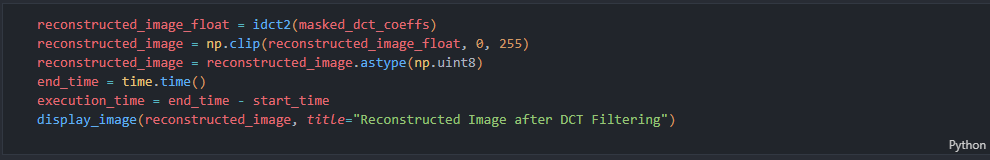 reconstructed_image_float = idct2(masked_dct_coeffs)
reconstructed_image = np.clip(reconstructed_image_float, 0, 255)
reconstructed_image = reconstructed_image.astype(np.uint8)
end_time = time.time()
execution_time = end_time - start_time
display_image(reconstructed_image, title="Reconstructed Image after DCT Filtering")
Python